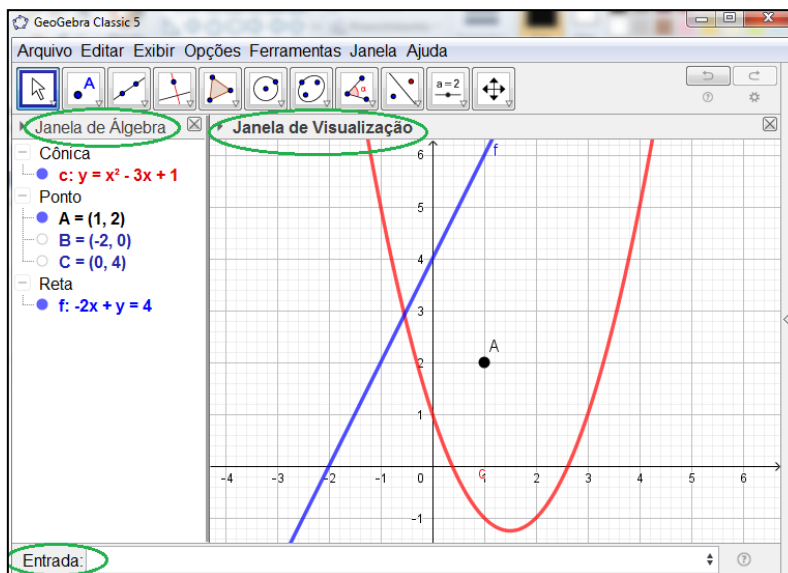 GeoGebra Classic 5
Arquivo Editar Exibir Opções Ferramentas Janela Ajuda
A
α
a=2
Janela de Álgebra
Janela de Visualização
Cônica
c: y = x² - 3x + 1
Ponto
A = (1, 2)
B = (-2, 0)
C = (0, 4)
Reta
f: -2x + y = 4
6
f
5
4
3
A
2
1
-4 -3 -2 -1 0 c 2 3 4 5 6
-1
Entrada: